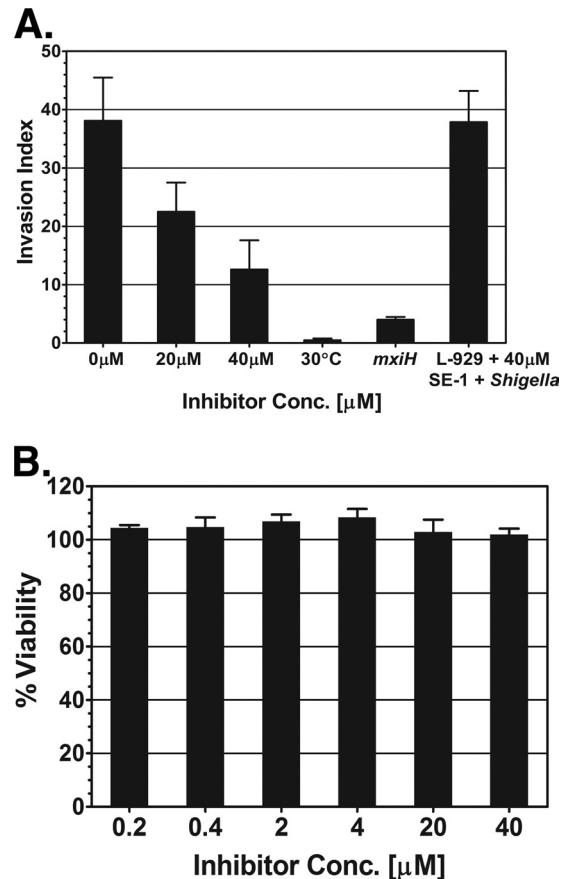 A.
50
40
30
20
10
0
Invasion Index
0μM 20μM 40μM 30°C mxiH L-929 + 40μM
SE-1 + Shigella
Inhibitor Conc. [μM]
B.
120
100
80
60
40
20
0
% Viability
0.2 0.4 2 4 20 40
Inhibitor Conc. [μM]